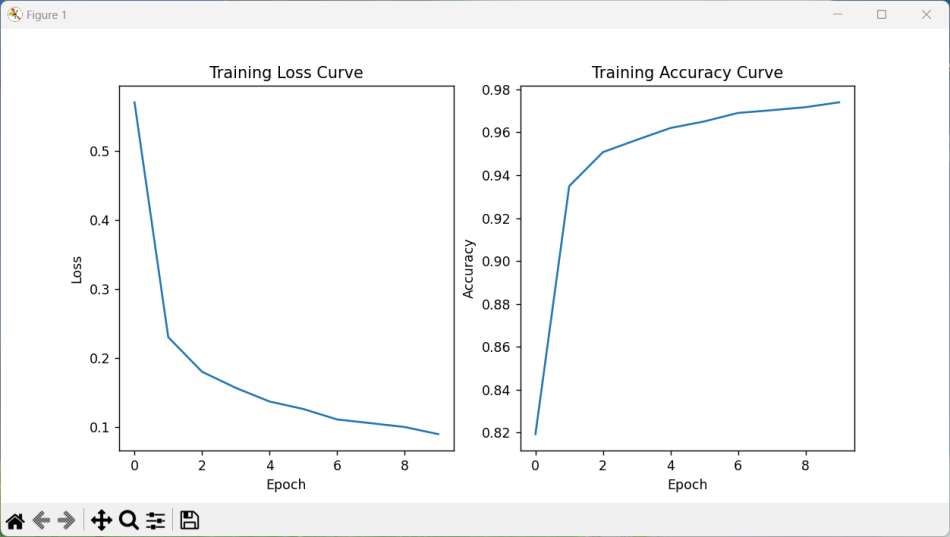 Figure 1
Training Loss Curve
0.5
0.4
0.3
0.2
0.1
Loss
0 2 4 6 8
Epoch
Training Accuracy Curve
0.98
0.96
0.94
0.92
0.90
0.88
0.86
0.84
0.82
Accuracy
0 2 4 6 8
Epoch